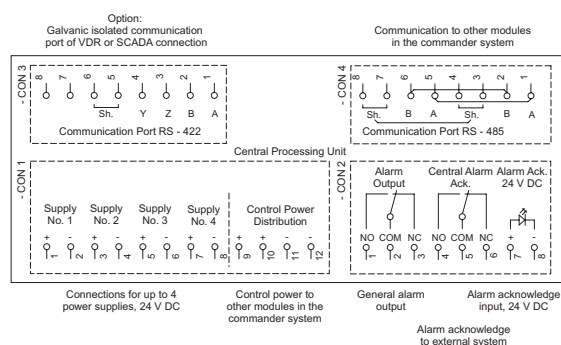 Option:
Galvanic isolated communication
port of VDR or SCADA connection
Communication to other modules
in the commander system
- CON 3
8 7 6 5 4 3 2 1
Sh. Y Z B A
Communication Port RS - 422
- CON 4
8 7 6 5 4 3 2 1
Sh. B A Sh. B A
Communication Port RS - 485
Central Processing Unit
- CON 1
Supply No. 1
Supply No. 2
Supply No. 3
Supply No. 4
Control Power
Distribution
+ - + - + - + - + + - -
1 2 3 4 5 6 7 8 9 10 11 12
- CON 2
Alarm
Output
Central Alarm
Ack.
Alarm Ack.
24 V DC
NO COM NC NO COM NC + -
1 2 3 4 5 6 7 8
Connections for up to 4
power supplies, 24 V DC
Control power to
other modules in the
commander system
General alarm
output
Alarm acknowledge
input, 24 V DC
Alarm acknowledge
to external system